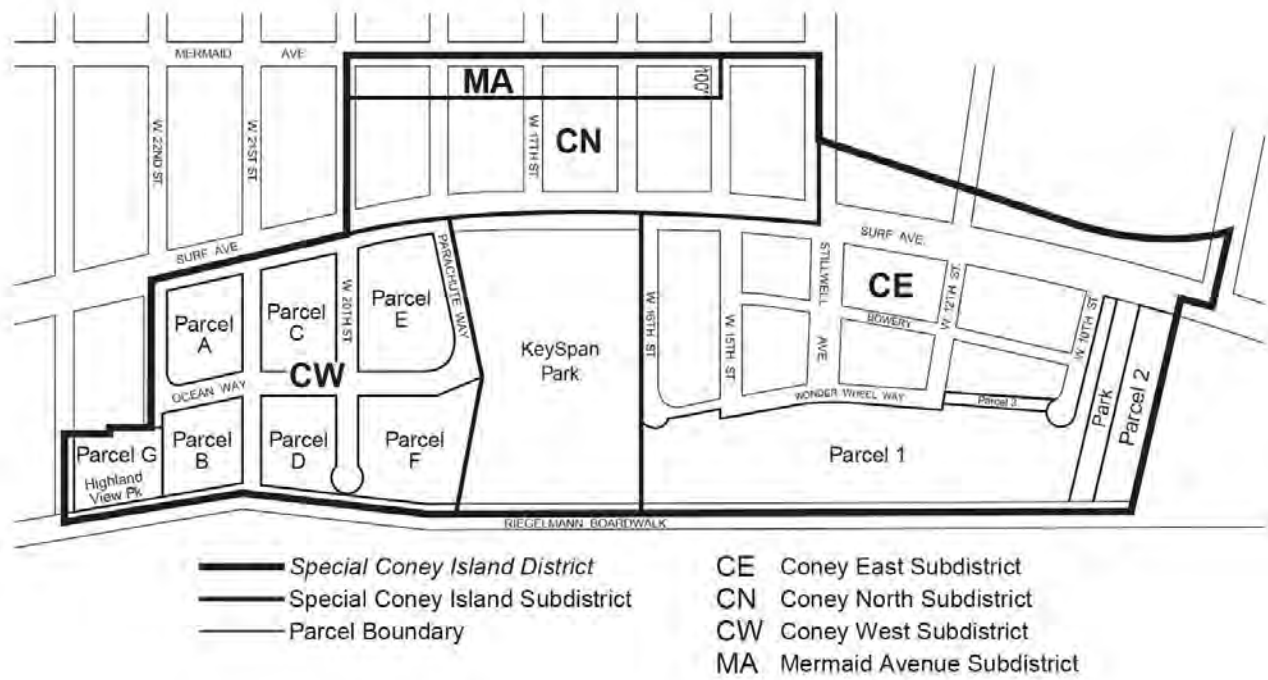 MERMAID AVE
MA
100'
W. 22ND ST.
W. 21ST ST.
W. 17TH ST.
CN
SURF AVE.
SURF AVE.
PARACHUTE WAY
W. 20TH ST
STILLWELL AVE.
CE
W. 12TH ST.
BOWERY
W. 10TH ST
Parcel
A
Parcel
C
Parcel
E
KeySpan
Park
W. 16TH ST
W. 15TH ST.
CW
OCEAN WAY
WONDER WHEEL WAY
Parcel 3
Park
Parcel 2
Parcel G
Highland
View Pk
Parcel
B
Parcel
D
Parcel
F
Parcel 1
RIEGELMANN BOARDWALK
Special Coney Island District
Special Coney Island Subdistrict
Parcel Boundary
CE Coney East Subdistrict
CN Coney North Subdistrict
CW Coney West Subdistrict
MA Mermaid Avenue Subdistrict